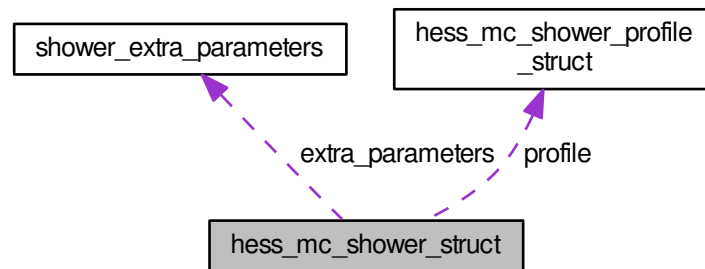 shower_extra_parameters
hess_mc_shower_profile
_struct
extra_parameters
profile
hess_mc_shower_struct